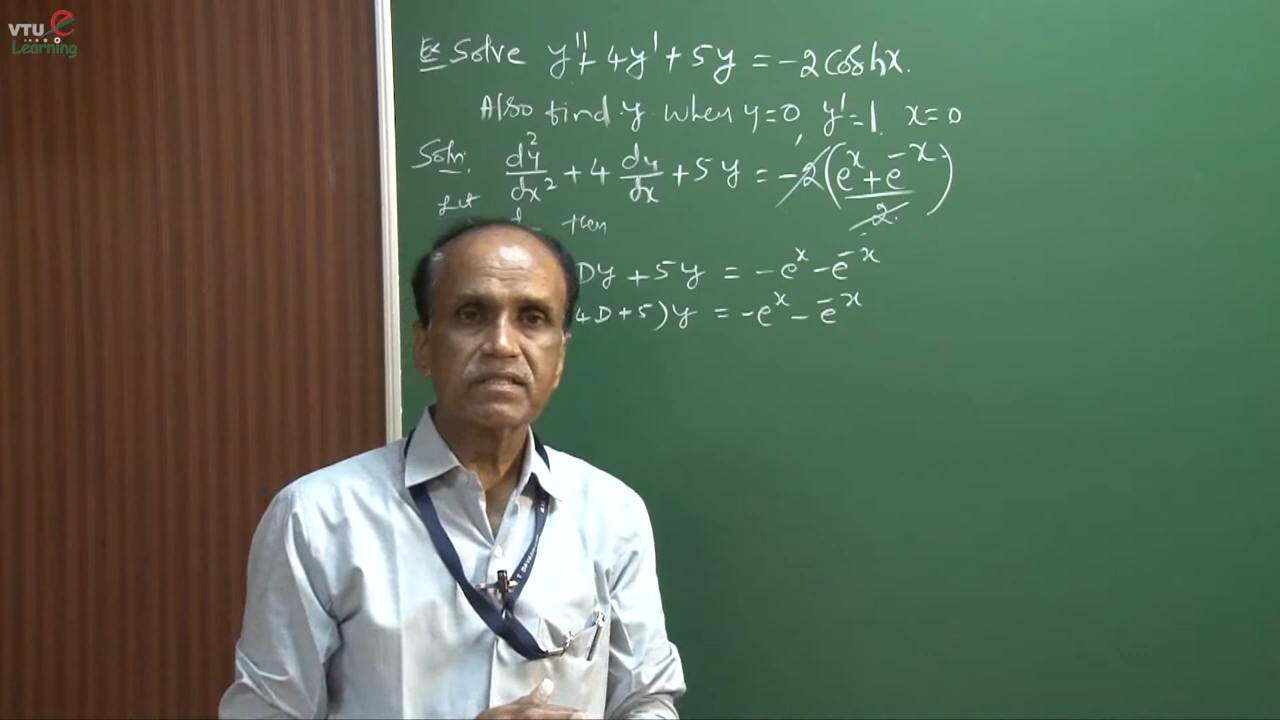 VTU e
Learning
Ex Solve y'' + 4y' + 5y = -2 cosh x.
Also find y when y=0, y'=1, x=0
Soln: d²y/dx² + 4 dy/dx + 5y = -2(e^x + e^-x / 2)
Let
then
Dy + 5y = -e^x - e^-x
4D + 5)y = -e^x - e^-x